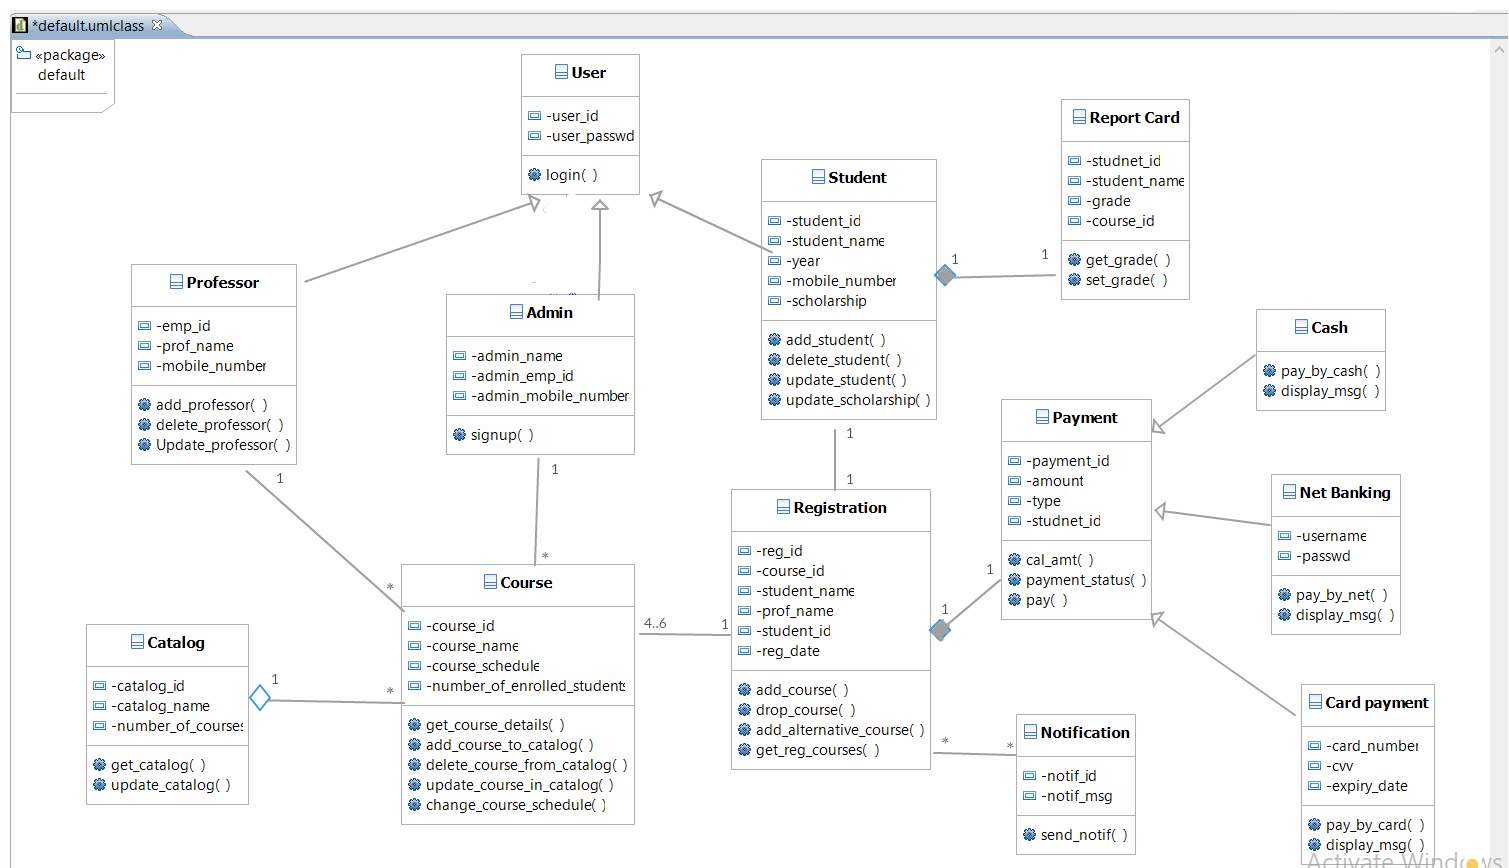 *default.umlclass
«package»
default
User
-user_id
-user_passwd
login( )
Report Card
-studnet_id
-student_name
-grade
-course_id
get_grade( )
set_grade( )
Student
-student_id
-student_name
-year
-mobile_number
-scholarship
add_student( )
delete_student( )
update_student( )
update_scholarship( )
1
1
Professor
-emp_id
-prof_name
-mobile_number
add_professor( )
delete_professor( )
Update_professor( )
Admin
-admin_name
-admin_emp_id
-admin_mobile_number
signup( )
Cash
pay_by_cash( )
display_msg( )
Payment
-payment_id
-amount
-type
-studnet_id
cal_amt( )
payment_status( )
pay( )
Net Banking
-username
-passwd
pay_by_net( )
display_msg( )
1
1
1
*
1
*
Registration
-reg_id
-course_id
-student_name
-prof_name
-student_id
-reg_date
add_course( )
drop_course( )
add_alternative_course( )
get_reg_courses( )
1
1
Course
-course_id
-course_name
-course_schedule
-number_of_enrolled_students
get_course_details( )
add_course_to_catalog( )
delete_course_from_catalog( )
update_course_in_catalog( )
change_course_schedule( )
4..6
1
Catalog
-catalog_id
-catalog_name
-number_of_courses
get_catalog( )
update_catalog( )
1
*
Notification
-notif_id
-notif_msg
send_notif( )
*
*
Card payment
-card_number
-cvv
-expiry_date
pay_by_card( )
display_msg( )
Activate Windows